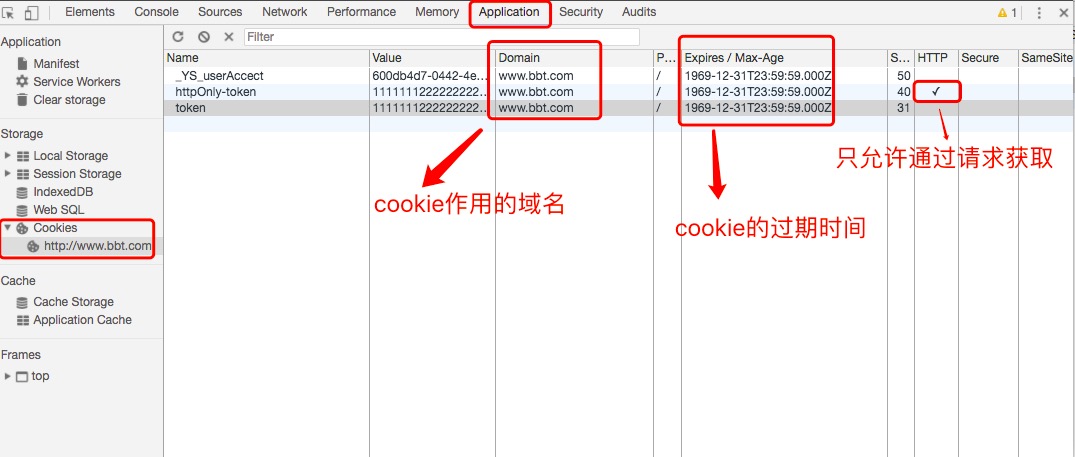 Elements Console Sources Network Performance Memory Application Security Audits 1
Application
Manifest
Service Workers
Clear storage
Storage
Local Storage
Session Storage
IndexedDB
Web SQL
Cookies
http://www.bbt.com
Cache
Cache Storage
Application Cache
Frames
top
Filter
Name Value Domain P... Expires / Max-Age S... HTTP Secure SameSite
_YS_userAccect 600db4d7-0442-4e... www.bbt.com / 1969-12-31T23:59:59.000Z 50
httpOnly-token 1111111222222222... www.bbt.com / 1969-12-31T23:59:59.000Z 40 ✓
token 1111111222222222... www.bbt.com / 1969-12-31T23:59:59.000Z 31
只允许通过请求获取
cookie作用的域名
cookie的过期时间